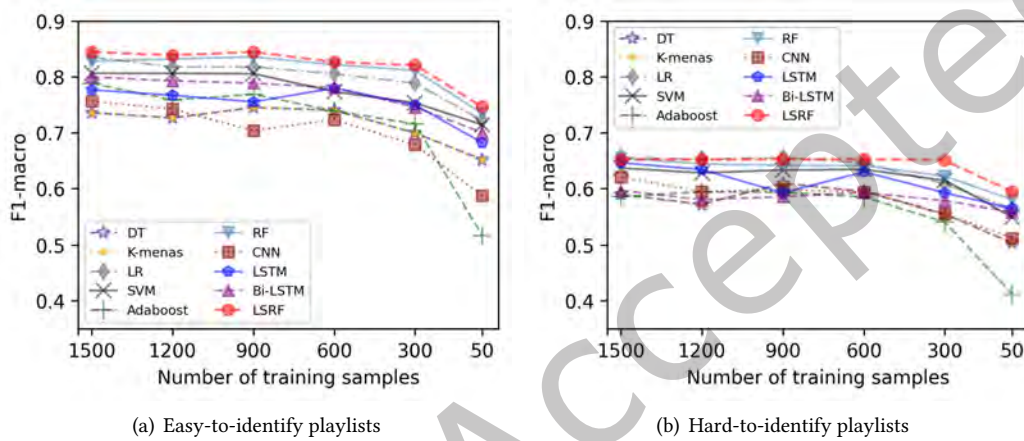 0.9
0.8
0.7
0.6
0.5
0.4
F1-macro
DT
K-menas
LR
SVM
Adaboost
RF
CNN
LSTM
Bi-LSTM
LSRF
1500 1200 900 600 300 50
Number of training samples
(a) Easy-to-identify playlists
0.9
0.8
0.7
0.6
0.5
0.4
F1-macro
DT
K-menas
LR
SVM
Adaboost
RF
CNN
LSTM
Bi-LSTM
LSRF
1500 1200 900 600 300 50
Number of training samples
(b) Hard-to-identify playlists
Accepte